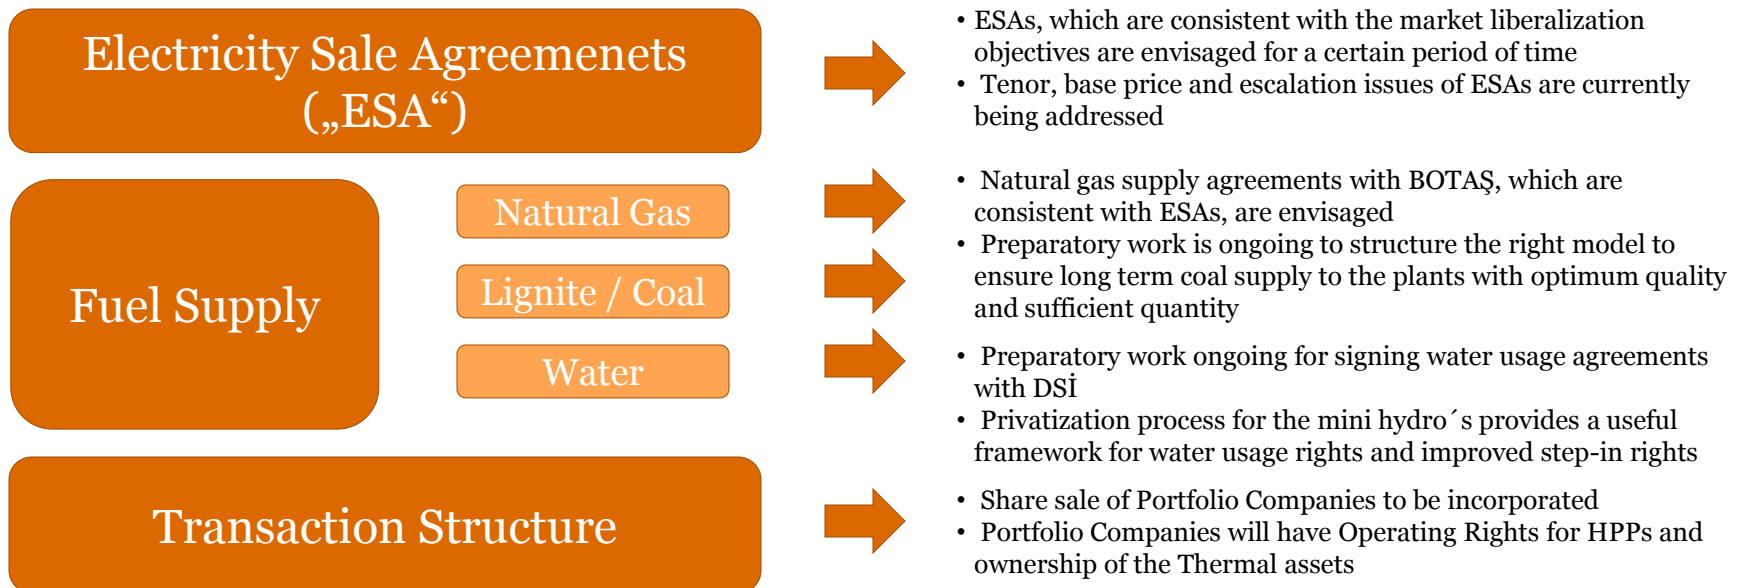 Electricity Sale Agreemenets
(„ESA“)
• ESAs, which are consistent with the market liberalization
objectives are envisaged for a certain period of time
• Tenor, base price and escalation issues of ESAs are currently
being addressed
Fuel Supply
Natural Gas
• Natural gas supply agreements with BOTAŞ, which are
consistent with ESAs, are envisaged
Lignite / Coal
• Preparatory work is ongoing to structure the right model to
ensure long term coal supply to the plants with optimum quality
and sufficient quantity
Water
• Preparatory work ongoing for signing water usage agreements
with DSİ
• Privatization process for the mini hydro´s provides a useful
framework for water usage rights and improved step-in rights
Transaction Structure
• Share sale of Portfolio Companies to be incorporated
• Portfolio Companies will have Operating Rights for HPPs and
ownership of the Thermal assets